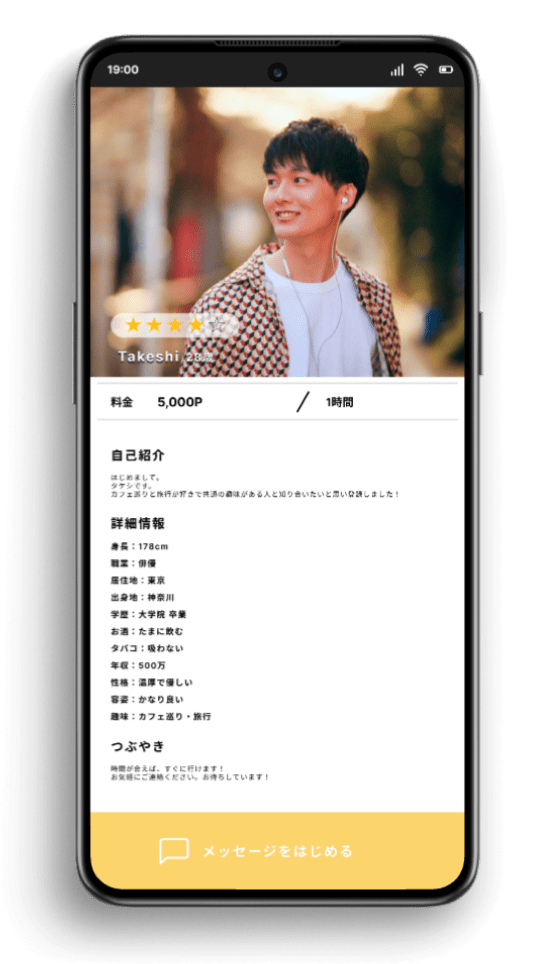 19:00
Takeshi 28歳
料金 5,000P / 1時間
自己紹介
はじめまして。
タケシです。
カフェ巡りと旅行が好きで共通の趣味がある人と知り合いたいと思い登録しました！
詳細情報
身長：178cm
職業：俳優
居住地：東京
出身地：神奈川
学歴：大学院 卒業
お酒：たまに飲む
タバコ：吸わない
年収：500万
性格：温厚で優しい
容姿：かなり良い
趣味：カフェ巡り・旅行
つぶやき
時間が合えば、すぐに行けます！
お気軽にご連絡ください。お待ちしています！
メッセージをはじめる